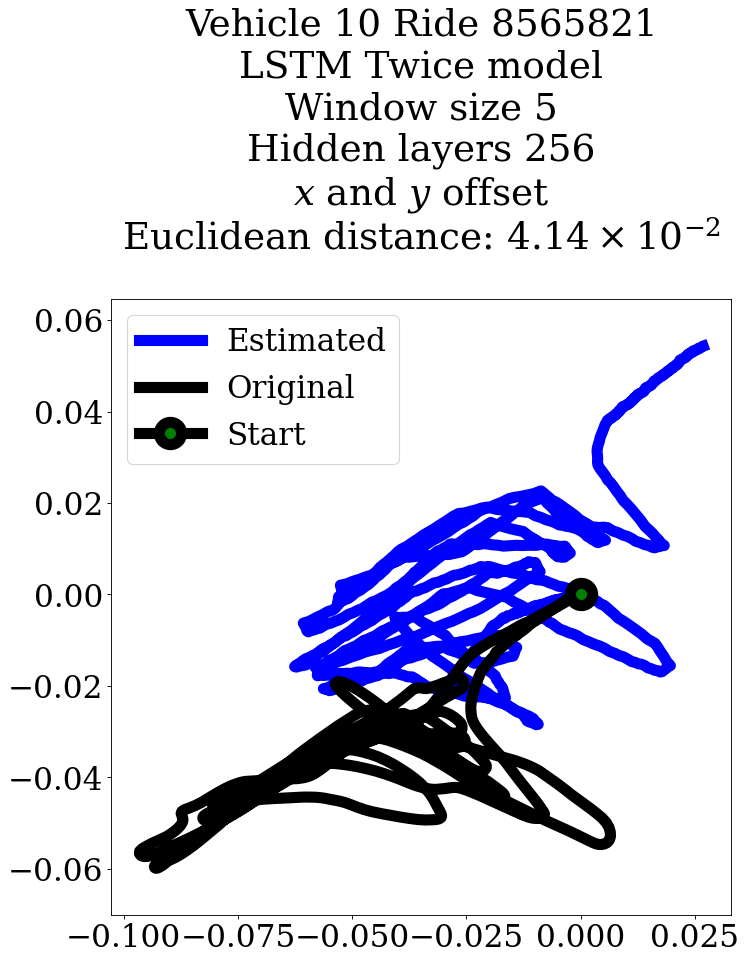 Vehicle 10 Ride 8565821
LSTM Twice model
Window size 5
Hidden layers 256
x and y offset
Euclidean distance: 4.14 × 10⁻²
Estimated
Original
Start
0.06
0.04
0.02
0.00
−0.02
−0.04
−0.06
−0.100 −0.075 −0.050 −0.025 0.000 0.025